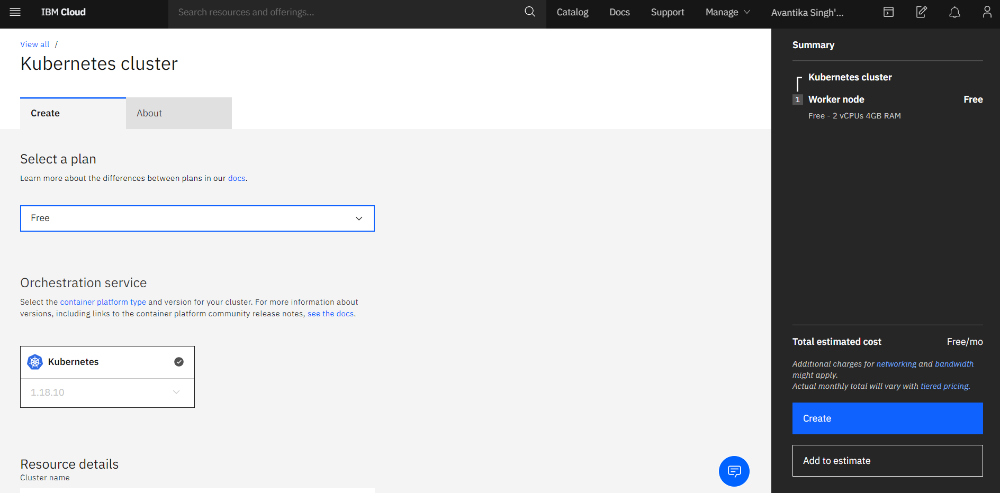 IBM Cloud
Search resources and offerings...
Catalog
Docs
Support
Manage
Avantika Singh'...
View all /
Kubernetes cluster
Create
About
Select a plan
Learn more about the differences between plans in our docs.
Free
Orchestration service
Select the container platform type and version for your cluster. For more information about
versions, including links to the container platform community release notes, see the docs.
Kubernetes
1.18.10
Resource details
Cluster name
Summary
Kubernetes cluster
1 Worker node Free
Free - 2 vCPUs 4GB RAM
Total estimated cost Free/mo
Additional charges for networking and bandwidth
might apply.
Actual monthly total will vary with tiered pricing.
Create
Add to estimate